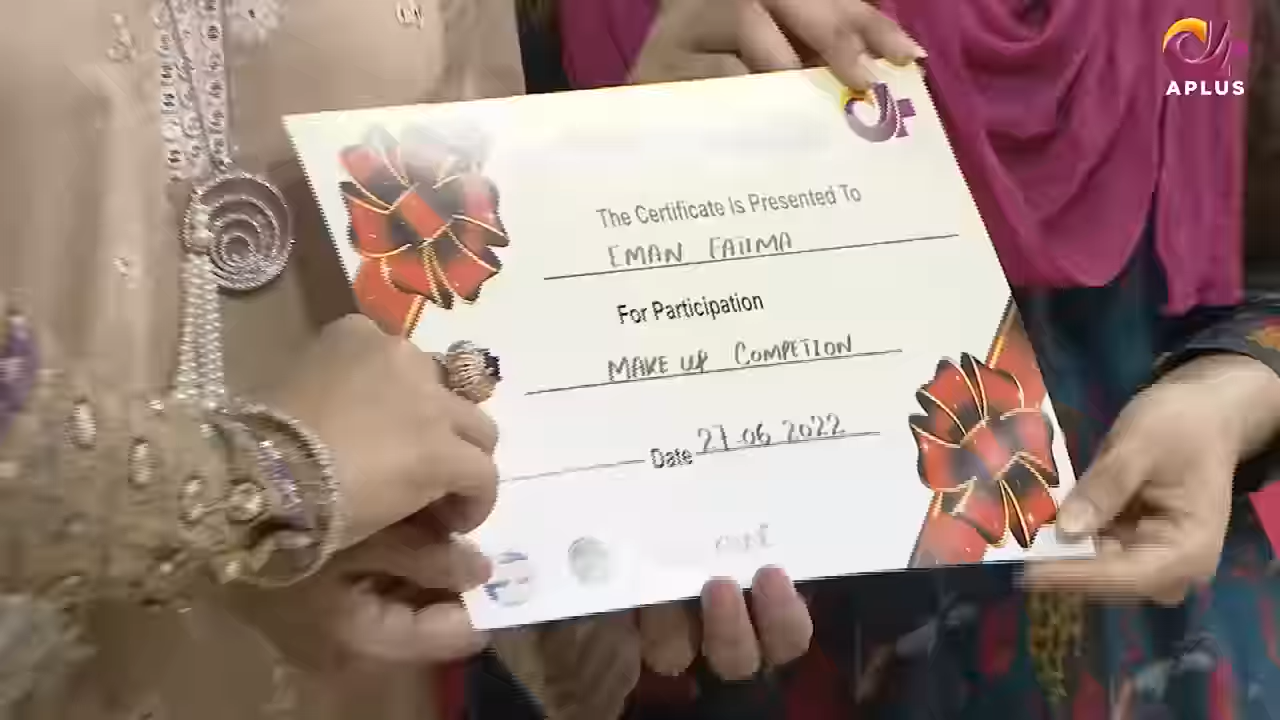 APLUS
The Certificate Is Presented To
EMAN FATIMA
For Participation
MAKE UP COMPETION
Date 27-06 2022